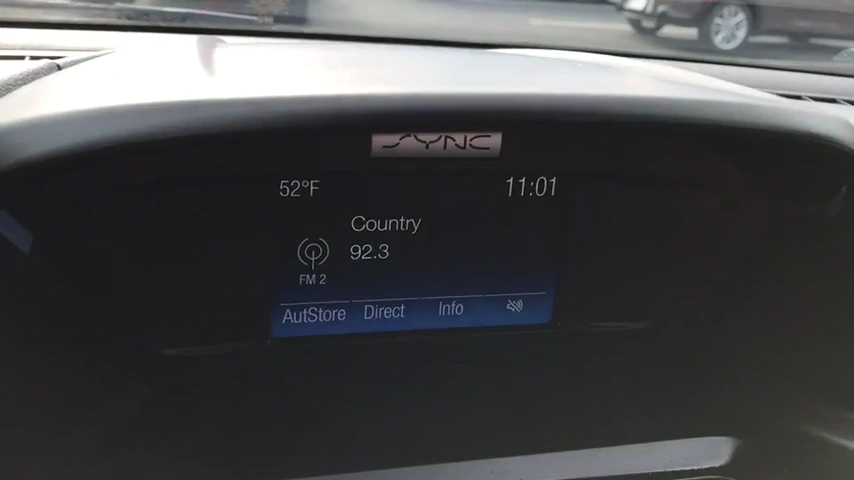 SYNC
52°F 11:01
Country
92.3
FM 2
AutStore Direct Info